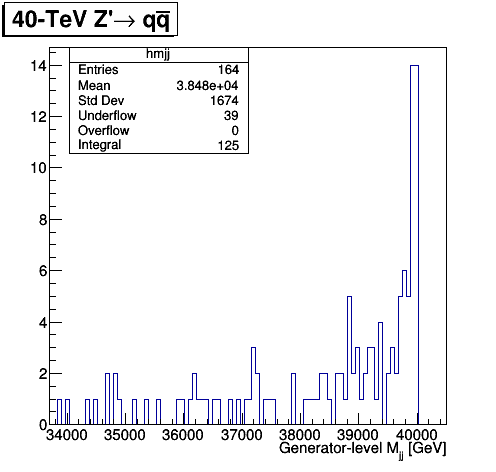 40-TeV Z'→ qq̅
hmjj
Entries 164
Mean 3.848e+04
Std Dev 1674
Underflow 39
Overflow 0
Integral 125
14
12
10
8
6
4
2
0
34000 35000 36000 37000 38000 39000 40000
Generator-level Mjj [GeV]